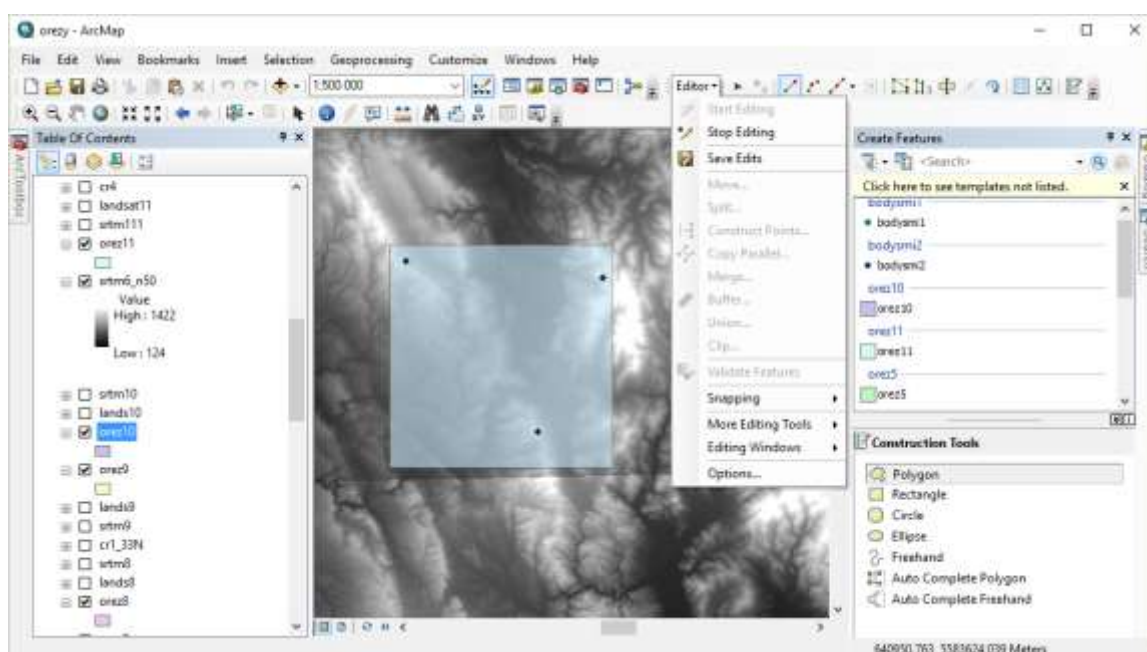 orezy - ArcMap
File Edit View Bookmarks Insert Selection Geoprocessing Customize Windows Help
1:500 000
Editor
Table Of Contents
ArcToolbox
cr4
landsat11
srtm111
orez11
srtm6_n50
Value
High : 1422
Low : 124
srtm10
lands10
orez10
orez9
lands9
srtm9
cr1_33N
srtm8
lands8
orez8
Start Editing
Stop Editing
Save Edits
Move...
Split...
Construct Points...
Copy Parallel...
Merge...
Buffer...
Union...
Clip...
Validate Features
Snapping
More Editing Tools
Editing Windows
Options...
Create Features
<Search>
Click here to see templates not listed.
bodysmi1
bodysmi1
bodysmi2
bodysmi2
orez10
orez10
orez11
orez11
orez5
orez5
Construction Tools
Polygon
Rectangle
Circle
Ellipse
Freehand
Auto Complete Polygon
Auto Complete Freehand
640950,763 5583624,039 Meters